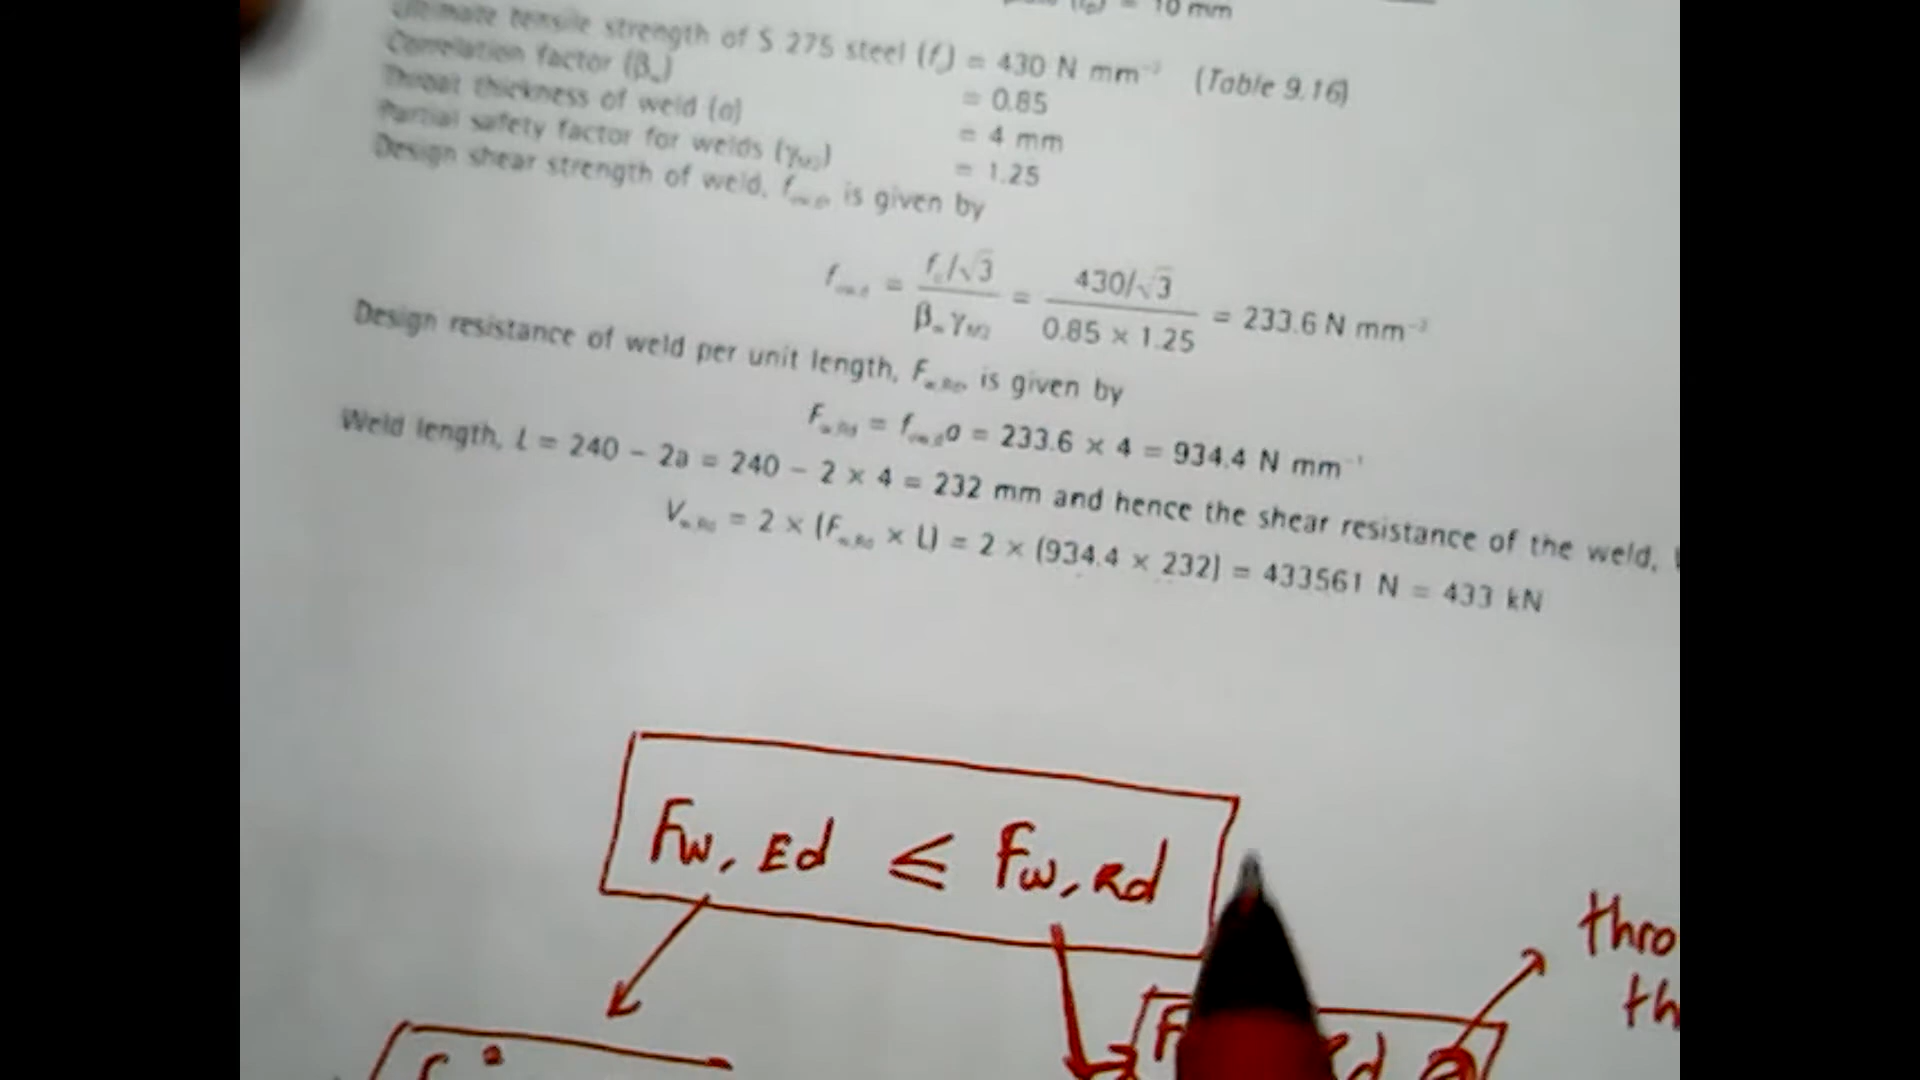 = 10 mm
Ultimate tensile strength of S 275 steel (fᵤ) = 430 N mm⁻² (Table 9.16)
Correlation factor (βw) = 0.85
Throat thickness of weld (a) = 4 mm
Partial safety factor for welds (γM2) = 1.25
Design shear strength of weld, fvw.d, is given by
fvw.d = fᵤ/√3 / βw γM2 = 430/√3 / 0.85 × 1.25 = 233.6 N mm⁻²
Design resistance of weld per unit length, Fw,Rd, is given by
Fw,Rd = fvw.d a = 233.6 × 4 = 934.4 N mm⁻¹
Weld length, L = 240 – 2a = 240 – 2 × 4 = 232 mm and hence the shear resistance of the weld,
Vw,Rd = 2 × (Fw,Rd × L) = 2 × (934.4 × 232) = 433561 N = 433 kN
Fw, Ed ≤ Fw, Rd
thro
th